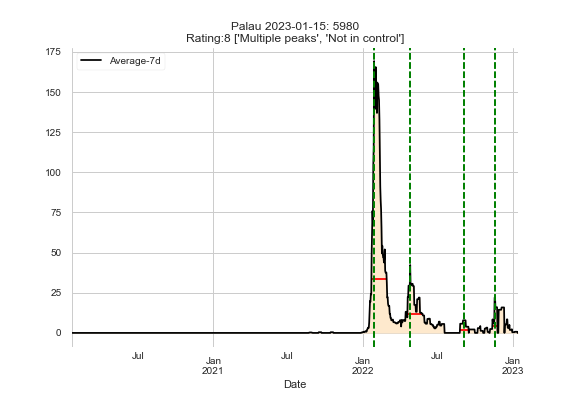 Palau 2023-01-15: 5980
Rating:8 ['Multiple peaks', 'Not in control']
Average-7d
175
150
125
100
75
50
25
0
Jul
Jan
2021
Jul
Jan
2022
Jul
Jan
2023
Date